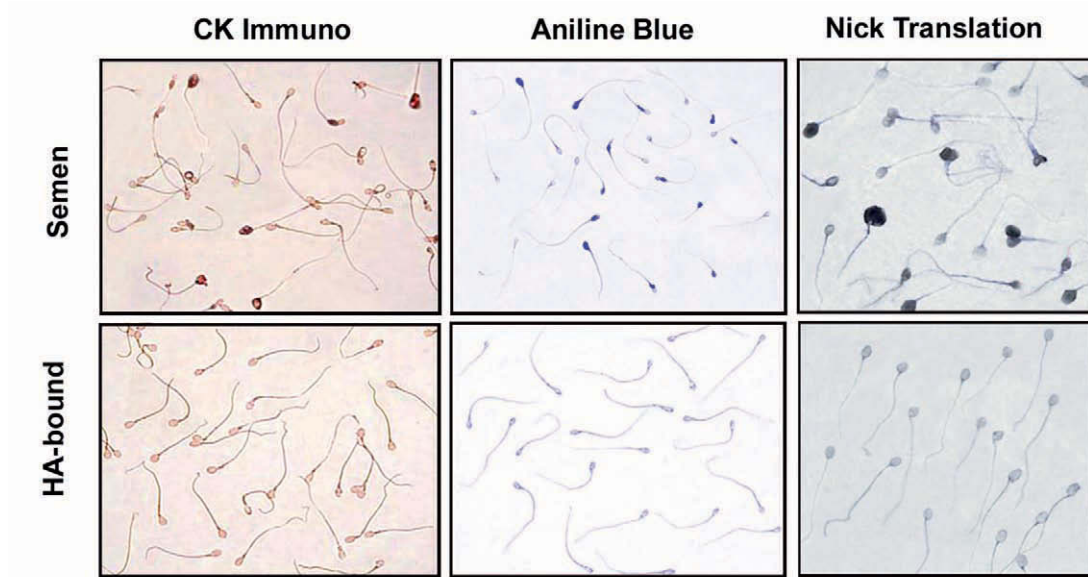 CK Immuno
Aniline Blue
Nick Translation
Semen
HA-bound